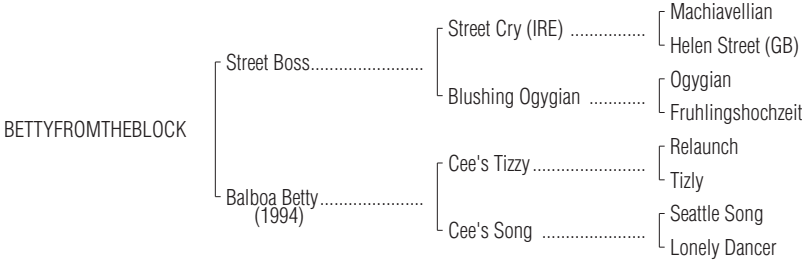 Machiavellian
Street Cry (IRE) ................
Helen Street (GB)
Street Boss........................
Ogygian
Blushing Ogygian ............
Fruhlingshochzeit
BETTYFROMTHEBLOCK
Relaunch
Cee's Tizzy........................
Tizly
Balboa Betty......................
(1994)
Seattle Song
Cee's Song ......................
Lonely Dancer